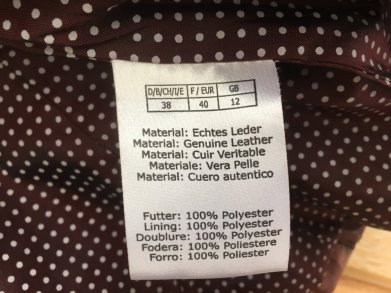 D/B/CH/I/E F / EUR GB
38 40 12
Material: Echtes Leder
Material: Genuine Leather
Material: Cuir Veritable
Materiale: Vera Pelle
Material: Cuero autentico
Futter: 100% Polyester
Lining: 100% Polyester
Doublure: 100% Polyester
Fodera: 100% Poliestere
Forro: 100% Poliester